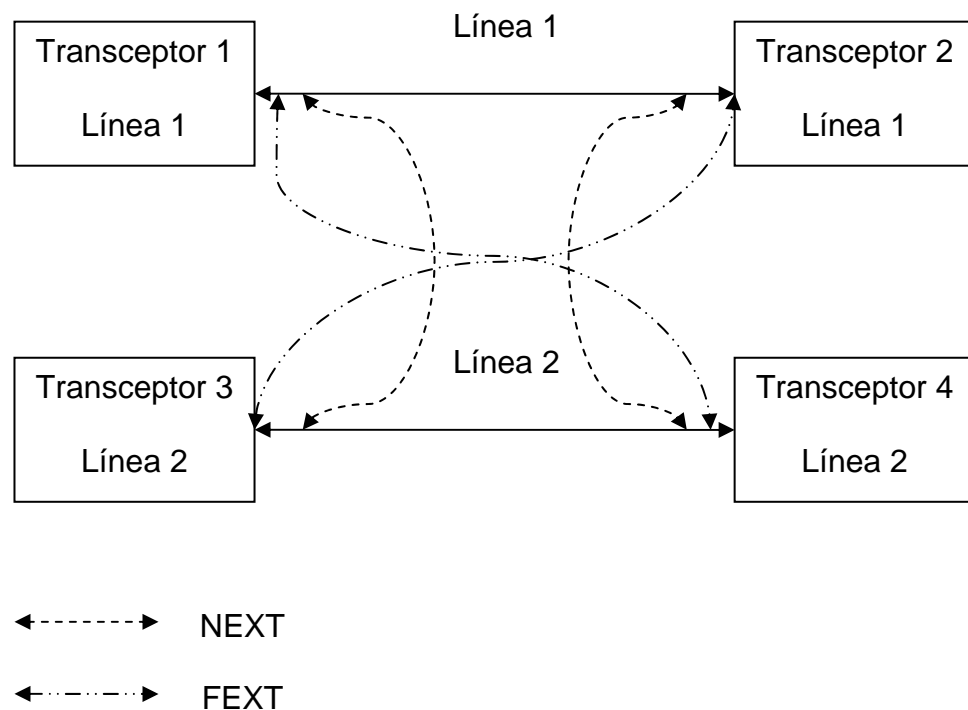 Línea 1
Transceptor 1
Línea 1
Transceptor 2
Línea 1
Línea 2
Transceptor 3
Línea 2
Transceptor 4
Línea 2
NEXT
FEXT